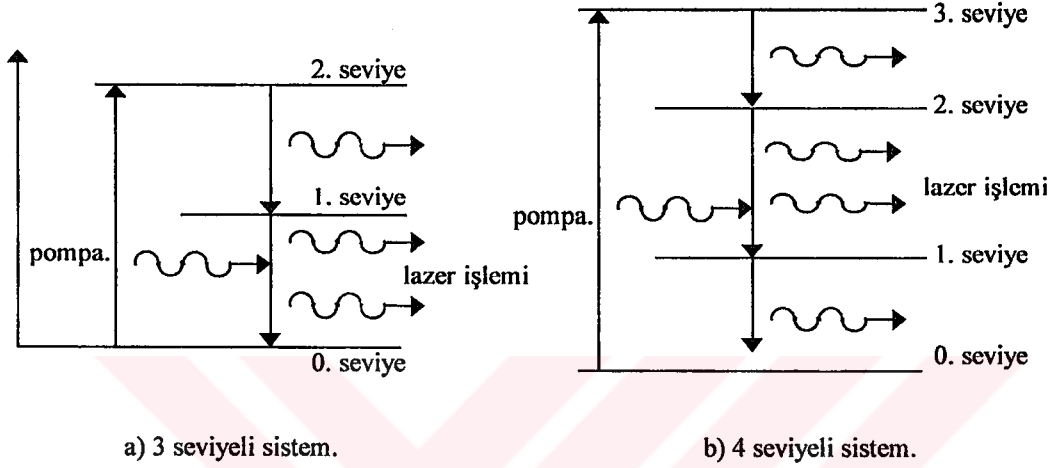 2. seviye
1. seviye
pompa.
lazer işlemi
0. seviye
a) 3 seviyeli sistem.
3. seviye
2. seviye
lazer işlemi
pompa.
1. seviye
0. seviye
b) 4 seviyeli sistem.